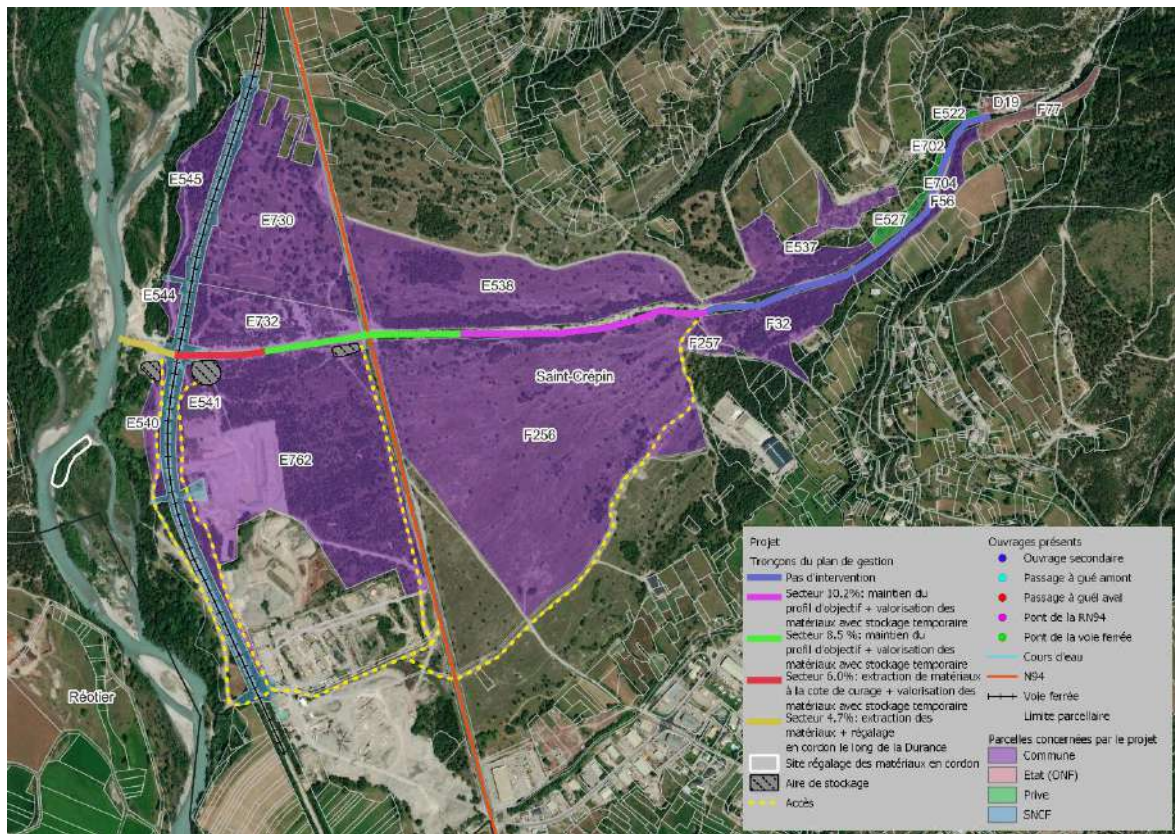 D19
E522
F77
E702
E545
E704
F56
E730
E527
E537
E538
E544
E732
F32
F257
Saint-Crépin
E541
E540
F256
E762
Réotier
Projet
Tronçons du plan de gestion
Pas d'intervention
Secteur 10.2%: maintien du
profil d'objectif + valorisation des
matériaux avec stockage temporaire
Secteur 8.5 %: maintien du
profil d'objectif + valorisation des
matériaux avec stockage temporaire
Secteur 6.0%: extraction de matériaux
à la cote de curage + valorisation des
matériaux avec stockage temporaire
Secteur 4.7%: extraction des
matériaux + régalage
en cordon le long de la Durance
Site régalage des matériaux en cordon
Aire de stockage
Accès
Ouvrages présents
Ouvrage secondaire
Passage à gué amont
Passage à guél aval
Pont de la RN94
Pont de la voie ferrée
Cours d'eau
N94
Voie ferrée
Limite parcellaire
Parcelles concernées par le projet
Commune
Etat (ONF)
Prive
SNCF